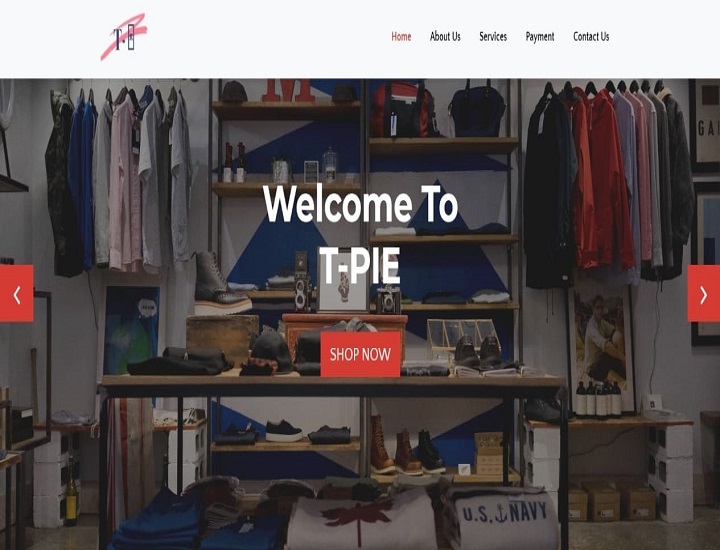 Home About Us Services Payment Contact Us
Welcome To
T-PIE
SHOP NOW
U.S. NAVY